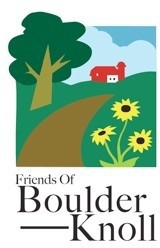 Friends Of
Boulder
Knoll